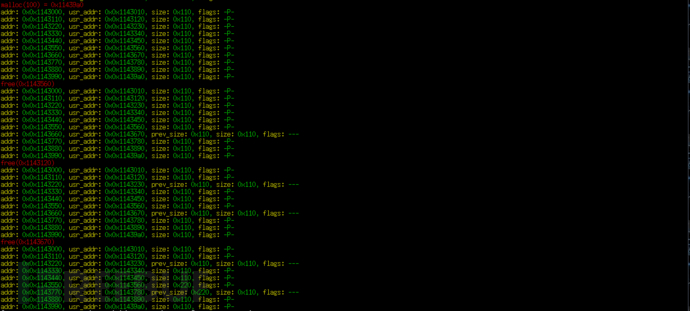 addr: 0x0x1143000, usr_addr: 0x0x1143010, size: 0x110, flags: -P-
addr: 0x0x1143110, usr_addr: 0x0x1143120, size: 0x110, flags: -P-
addr: 0x0x1143220, usr_addr: 0x0x1143230, size: 0x110, flags: -P-
addr: 0x0x1143330, usr_addr: 0x0x1143340, size: 0x110, flags: -P-
addr: 0x0x1143440, usr_addr: 0x0x1143450, size: 0x110, flags: -P-
addr: 0x0x1143550, usr_addr: 0x0x1143560, size: 0x110, flags: -P-
addr: 0x0x1143660, usr_addr: 0x0x1143670, size: 0x110, flags: -P-
addr: 0x0x1143770, usr_addr: 0x0x1143780, size: 0x110, flags: -P-
addr: 0x0x1143880, usr_addr: 0x0x1143890, size: 0x110, flags: -P-
addr: 0x0x1143990, usr_addr: 0x0x11439a0, size: 0x110, flags: -P-
free(0x1143560)
addr: 0x0x1143000, usr_addr: 0x0x1143010, size: 0x110, flags: -P-
addr: 0x0x1143110, usr_addr: 0x0x1143120, size: 0x110, flags: -P-
addr: 0x0x1143220, usr_addr: 0x0x1143230, size: 0x110, flags: -P-
addr: 0x0x1143330, usr_addr: 0x0x1143340, size: 0x110, flags: -P-
addr: 0x0x1143440, usr_addr: 0x0x1143450, size: 0x110, flags: -P-
addr: 0x0x1143550, usr_addr: 0x0x1143560, size: 0x110, flags: -P-
addr: 0x0x1143660, usr_addr: 0x0x1143670, prev_size: 0x110, size: 0x110, flags: ---
addr: 0x0x1143770, usr_addr: 0x0x1143780, size: 0x110, flags: -P-
addr: 0x0x1143880, usr_addr: 0x0x1143890, size: 0x110, flags: -P-
addr: 0x0x1143990, usr_addr: 0x0x11439a0, size: 0x110, flags: -P-
addr: 0x0x1143000, usr_addr: 0x0x1143010, size: 0x110, flags: -P-
addr: 0x0x1143110, usr_addr: 0x0x1143120, size: 0x110, flags: -P-
addr: 0x0x1143220, usr_addr: 0x0x1143230, prev_size: 0x110, size: 0x110, flags: ---
addr: 0x0x1143330, usr_addr: 0x0x1143340, size: 0x110, flags: -P-
addr: 0x0x1143440, usr_addr: 0x0x1143450, size: 0x110, flags: -P-
addr: 0x0x1143550, usr_addr: 0x0x1143560, size: 0x110, flags: -P-
addr: 0x0x1143660, usr_addr: 0x0x1143670, prev_size: 0x110, size: 0x110, flags: ---
addr: 0x0x1143770, usr_addr: 0x0x1143780, size: 0x110, flags: -P-
addr: 0x0x1143880, usr_addr: 0x0x1143890, size: 0x110, flags: -P-
addr: 0x0x1143990, usr_addr: 0x0x11439a0, size: 0x110, flags: -P-
free(0x1143670)
addr: 0x0x1143000, usr_addr: 0x0x1143010, size: 0x110, flags: -P-
addr: 0x0x1143110, usr_addr: 0x0x1143120, size: 0x110, flags: -P-
addr: 0x0x1143220, usr_addr: 0x0x1143230, prev_size: 0x110, size: 0x110, flags: ---
addr: 0x0x1143330, usr_addr: 0x0x1143340, size: 0x110, flags: -P-
addr: 0x0x1143440, usr_addr: 0x0x1143450, size: 0x110, flags: -P-
addr: 0x0x1143550, usr_addr: 0x0x1143560, size: 0x220, flags: -P-
addr: 0x0x1143770, usr_addr: 0x0x1143780, prev_size: 0x220, size: 0x110, flags: ---
addr: 0x0x1143880, usr_addr: 0x0x1143890, size: 0x110, flags: -P-
addr: 0x0x1143990, usr_addr: 0x0x11439a0, size: 0x110, flags: -P-